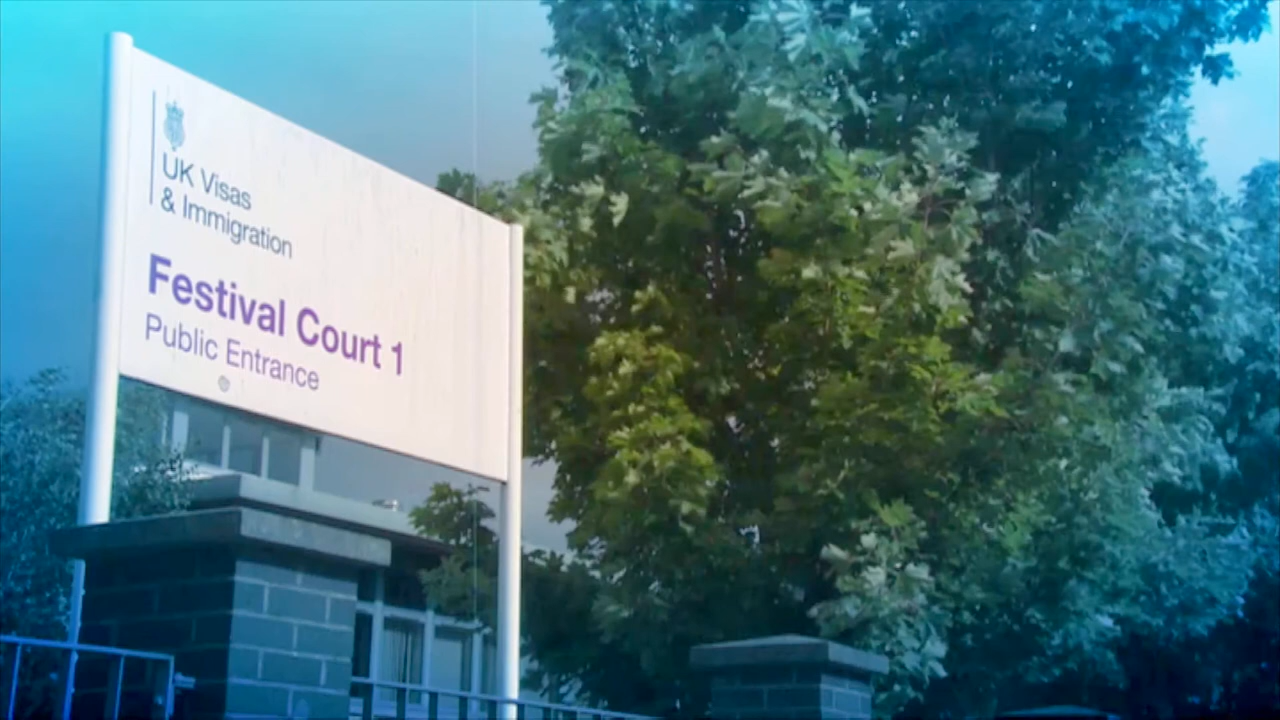 UK Visas
& Immigration
Festival Court 1
Public Entrance